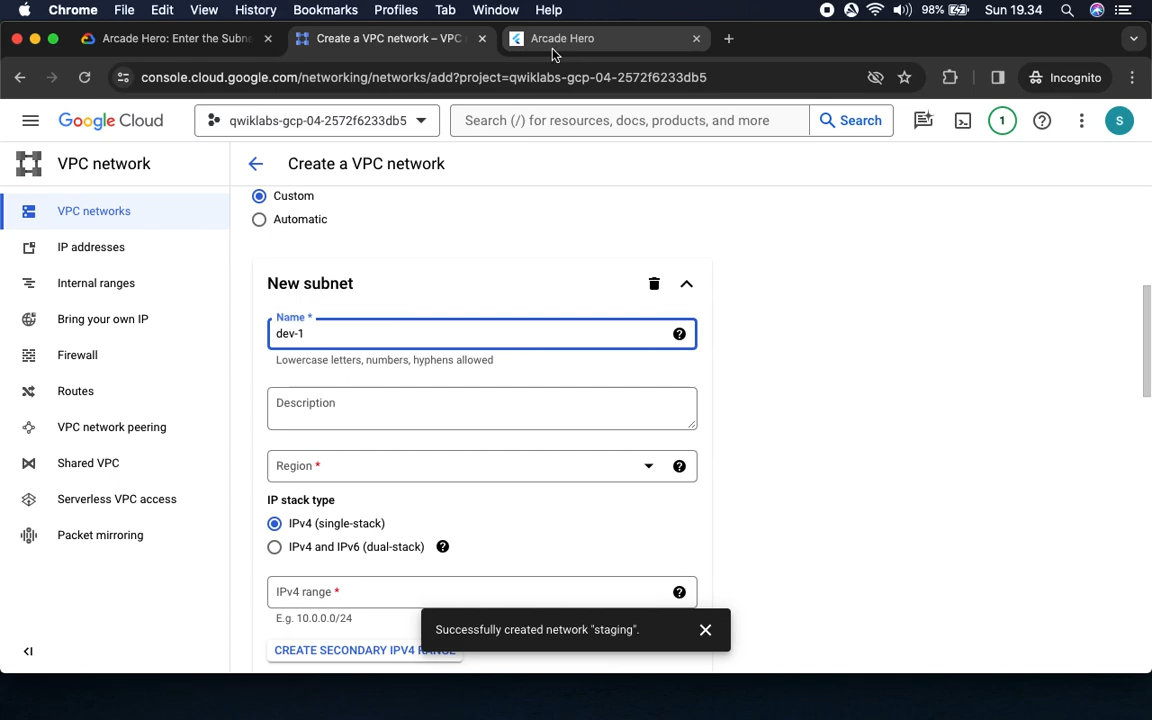 Chrome File Edit View History Bookmarks Profiles Tab Window Help 98% Sun 19.34
Arcade Hero: Enter the Subne Create a VPC network – VPC Arcade Hero
console.cloud.google.com/networking/networks/add?project=qwiklabs-gcp-04-2572f6233db5 Incognito
Google Cloud qwiklabs-gcp-04-2572f6233db5 Search (/) for resources, docs, products, and more Search 1 S
VPC network
Create a VPC network
VPC networks
IP addresses
Internal ranges
Bring your own IP
Firewall
Routes
VPC network peering
Shared VPC
Serverless VPC access
Packet mirroring
Custom
Automatic
New subnet
Name *
dev-1
Lowercase letters, numbers, hyphens allowed
Description
Region *
IP stack type
IPv4 (single-stack)
IPv4 and IPv6 (dual-stack)
IPv4 range *
E.g. 10.0.0.0/24
CREATE SECONDARY IPV4 RANGE
Successfully created network "staging".